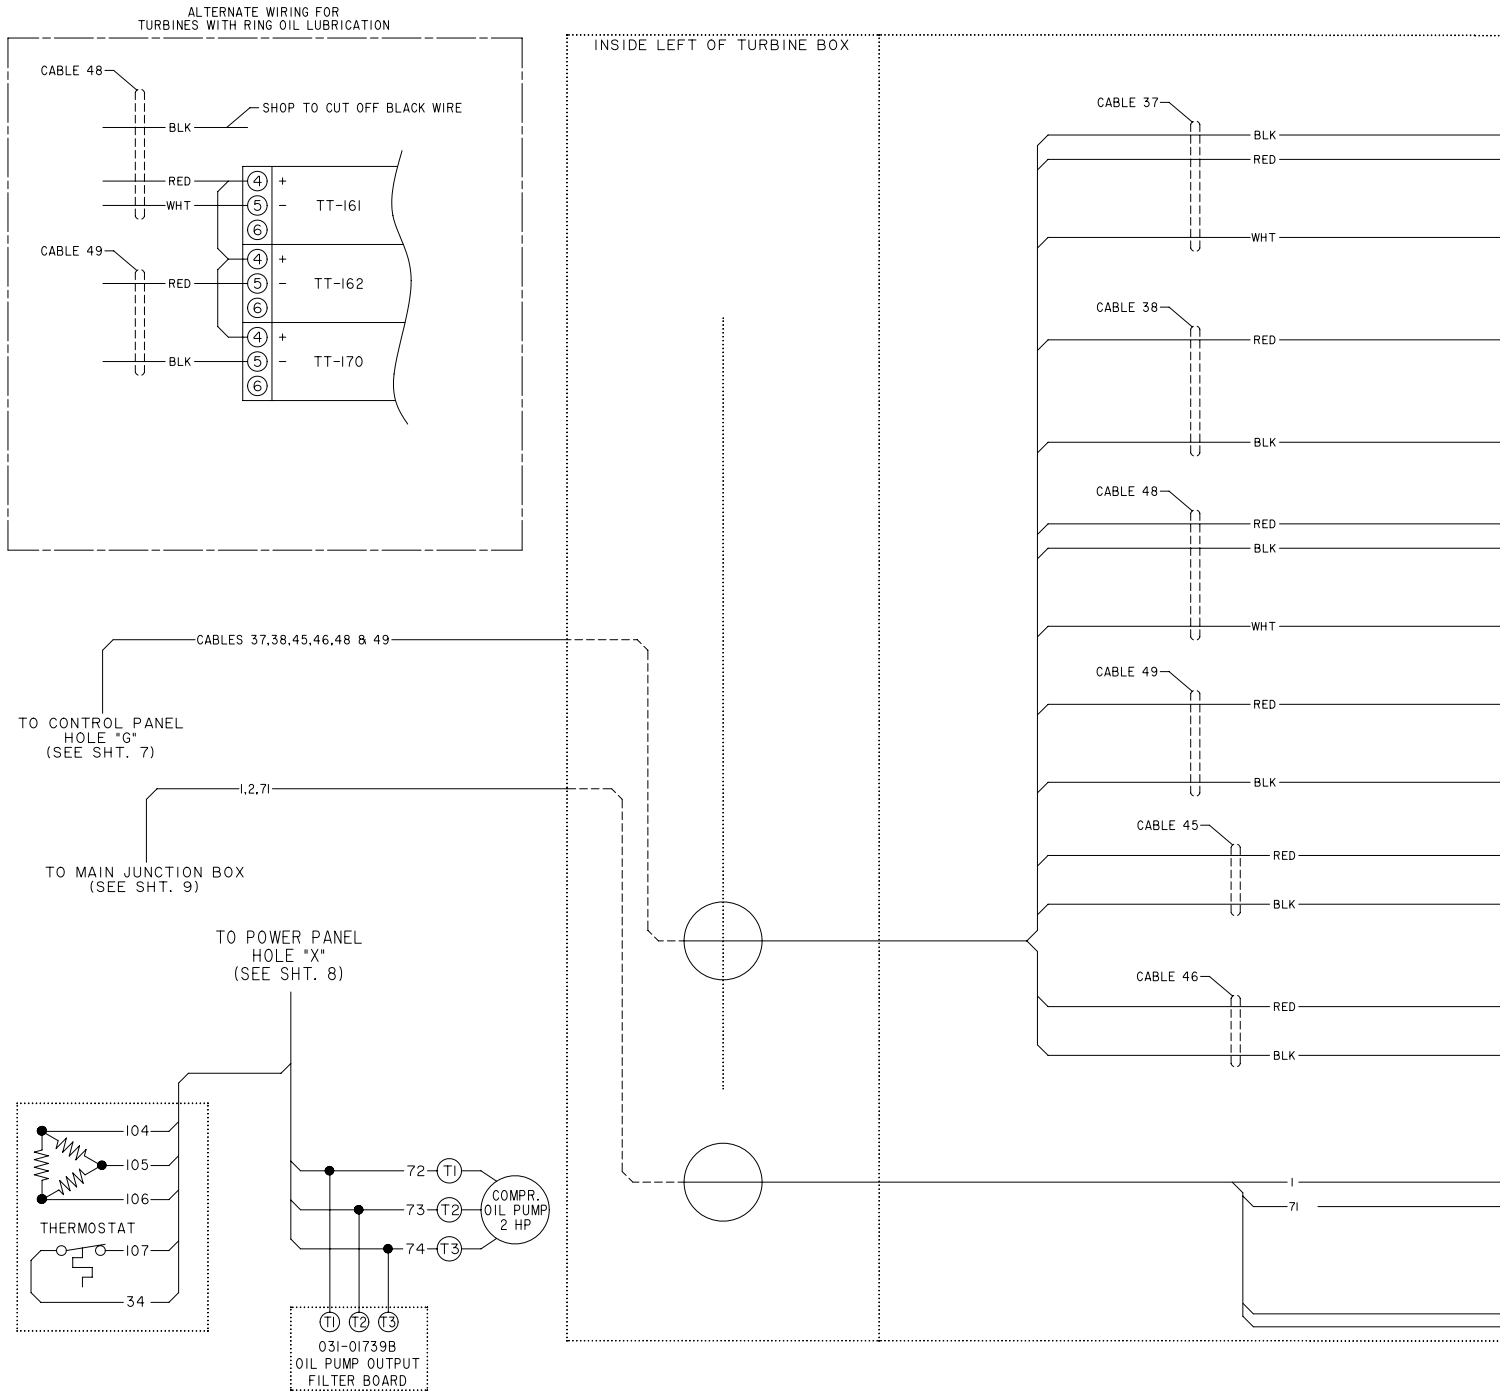 ALTERNATE WIRING FOR
TURBINES WITH RING OIL LUBRICATION
CABLE 48
SHOP TO CUT OFF BLACK WIRE
BLK
RED
4 +
WHT
5 -
TT-161
6
CABLE 49
4 +
RED
5 -
TT-162
6
4 +
BLK
5 -
TT-170
6
INSIDE LEFT OF TURBINE BOX
CABLE 37
BLK
RED
WHT
CABLE 38
RED
BLK
CABLE 48
RED
BLK
WHT
CABLE 49
RED
BLK
CABLE 45
RED
BLK
CABLE 46
RED
BLK
1
71
CABLES 37,38,45,46,48 & 49
TO CONTROL PANEL
HOLE "G"
(SEE SHT. 7)
1,2,71
TO MAIN JUNCTION BOX
(SEE SHT. 9)
TO POWER PANEL
HOLE "X"
(SEE SHT. 8)
104
105
106
THERMOSTAT
107
34
72 T1
73 T2
74 T3
COMPR.
OIL PUMP
2 HP
T1 T2 T3
031-01739B
OIL PUMP OUTPUT
FILTER BOARD